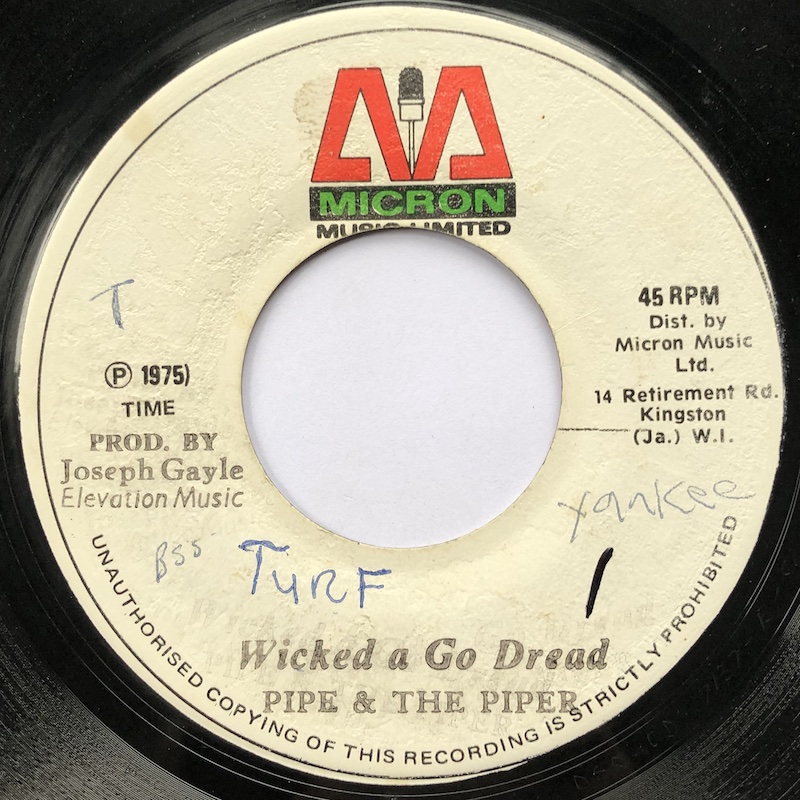 MICRON
MUSIC LIMITED
T
Ⓟ 1975)
TIME
PROD. BY
Joseph Gayle
Elevation Music
45 RPM
Dist. by
Micron Music
Ltd.
14 Retirement Rd.
Kingston
(Ja.) W.I.
yankee
BSS
TURF
/
Wicked a Go Dread
PIPE & THE PIPER
UNAUTHORISED COPYING OF THIS RECORDING IS STRICTLY PROHIBITED